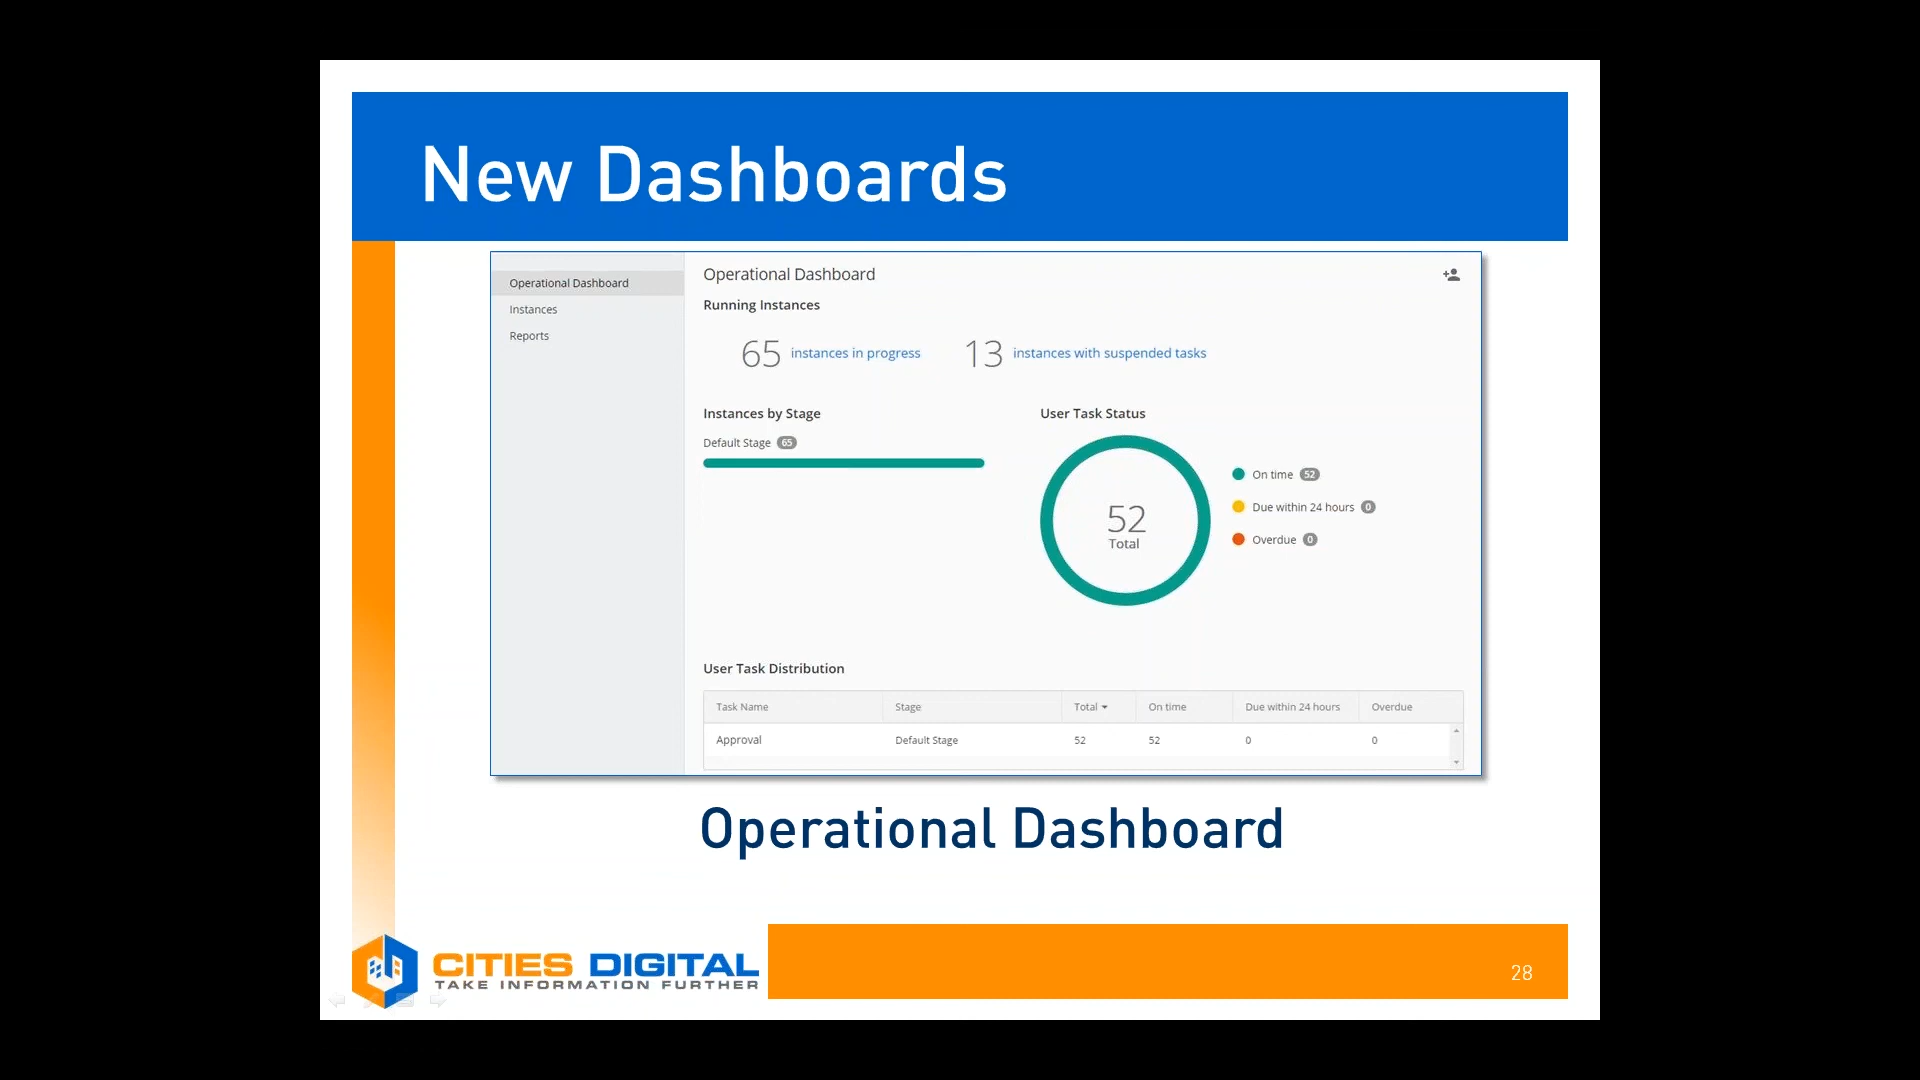 New Dashboards
Operational Dashboard
Instances
Reports
Operational Dashboard
Running Instances
65 instances in progress 13 instances with suspended tasks
Instances by Stage
Default Stage 65
User Task Status
52
Total
On time 52
Due within 24 hours 0
Overdue 0
User Task Distribution
Task Name Stage Total On time Due within 24 hours Overdue
Approval Default Stage 52 52 0 0
Operational Dashboard
CITIES DIGITAL
TAKE INFORMATION FURTHER
28